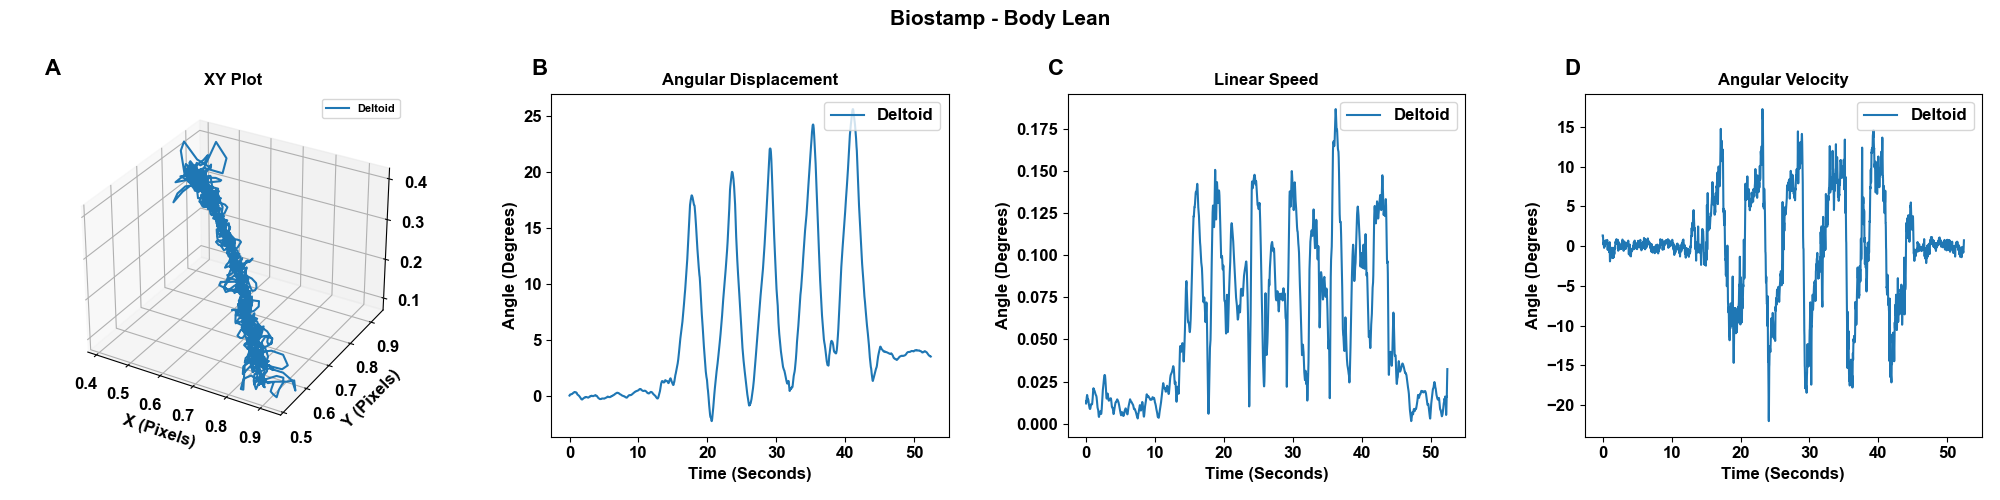 Biostamp - Body Lean
A
XY Plot
Deltoid
0.4
0.3
0.2
0.1
0.9
0.8
0.7
0.6
0.5
Y (Pixels)
0.4
0.5
0.6
0.7
0.8
0.9
X (Pixels)
B
Angular Displacement
Deltoid
Angle (Degrees)
25
20
15
10
5
0
0 10 20 30 40 50
Time (Seconds)
C
Linear Speed
Deltoid
Angle (Degrees)
0.175
0.150
0.125
0.100
0.075
0.050
0.025
0.000
0 10 20 30 40 50
Time (Seconds)
D
Angular Velocity
Deltoid
Angle (Degrees)
15
10
5
0
−5
−10
−15
−20
0 10 20 30 40 50
Time (Seconds)